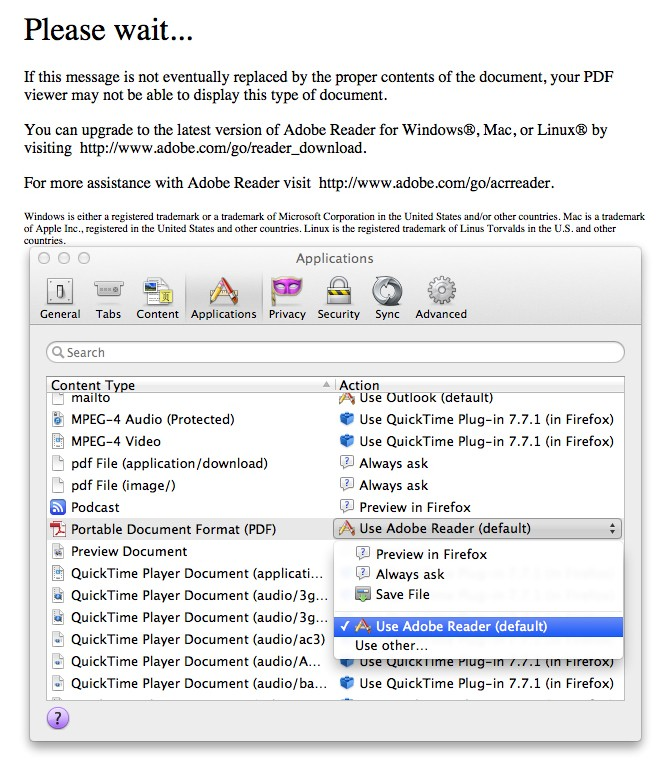 Please wait...
If this message is not eventually replaced by the proper contents of the document, your PDF
viewer may not be able to display this type of document.
You can upgrade to the latest version of Adobe Reader for Windows®, Mac, or Linux® by
visiting  http://www.adobe.com/go/reader_download.
For more assistance with Adobe Reader visit  http://www.adobe.com/go/acrreader.
Windows is either a registered trademark or a trademark of Microsoft Corporation in the United States and/or other countries. Mac is a trademark
of Apple Inc., registered in the United States and other countries. Linux is the registered trademark of Linus Torvalds in the U.S. and other
countries.
Applications
General Tabs Content Applications Privacy Security Sync Advanced
Search
Content Type Action
mailto Use Outlook (default)
MPEG-4 Audio (Protected) Use QuickTime Plug-in 7.7.1 (in Firefox)
MPEG-4 Video Use QuickTime Plug-in 7.7.1 (in Firefox)
pdf File (application/download) Always ask
pdf File (image/) Always ask
Podcast Preview in Firefox
Portable Document Format (PDF) Use Adobe Reader (default)
Preview Document Preview in Firefox
QuickTime Player Document (applicati... Always ask
QuickTime Player Document (audio/3g... Save File
QuickTime Player Document (audio/3g... Use Adobe Reader (default)
QuickTime Player Document (audio/ac3) Use other...
QuickTime Player Document (audio/A... Use QuickTime Plug-in 7.7.1 (in Firefox)
QuickTime Player Document (audio/ba... Use QuickTime Plug-in 7.7.1 (in Firefox)
?